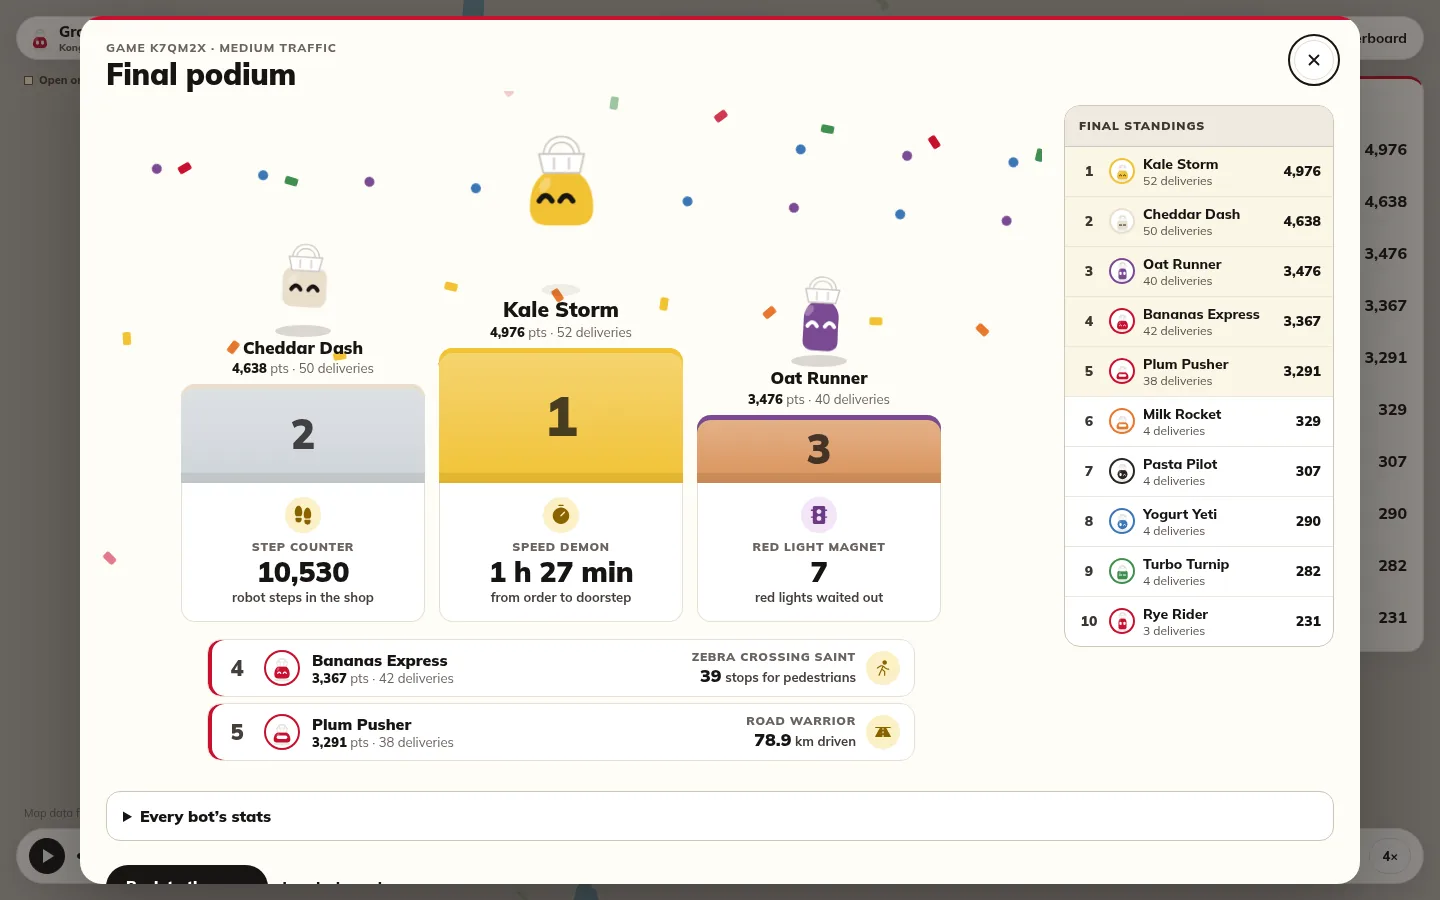 GAME K7QM2X · MEDIUM TRAFFIC
Final podium
Kale Storm
4,976 pts · 52 deliveries
Cheddar Dash
4,638 pts · 50 deliveries
Oat Runner
3,476 pts · 40 deliveries
2
1
3
STEP COUNTER
10,530
robot steps in the shop
SPEED DEMON
1 h 27 min
from order to doorstep
RED LIGHT MAGNET
7
red lights waited out
4
Bananas Express
3,367 pts · 42 deliveries
ZEBRA CROSSING SAINT
39 stops for pedestrians
5
Plum Pusher
3,291 pts · 38 deliveries
ROAD WARRIOR
78.9 km driven
FINAL STANDINGS
1 Kale Storm 4,976
52 deliveries
2 Cheddar Dash 4,638
50 deliveries
3 Oat Runner 3,476
40 deliveries
4 Bananas Express 3,367
42 deliveries
5 Plum Pusher 3,291
38 deliveries
6 Milk Rocket 329
4 deliveries
7 Pasta Pilot 307
4 deliveries
8 Yogurt Yeti 290
4 deliveries
9 Turbo Turnip 282
4 deliveries
10 Rye Rider 231
3 deliveries
Every bot's stats
Open
Map data
4,976
4,638
3,476
3,367
3,291
329
307
290
282
231
4×